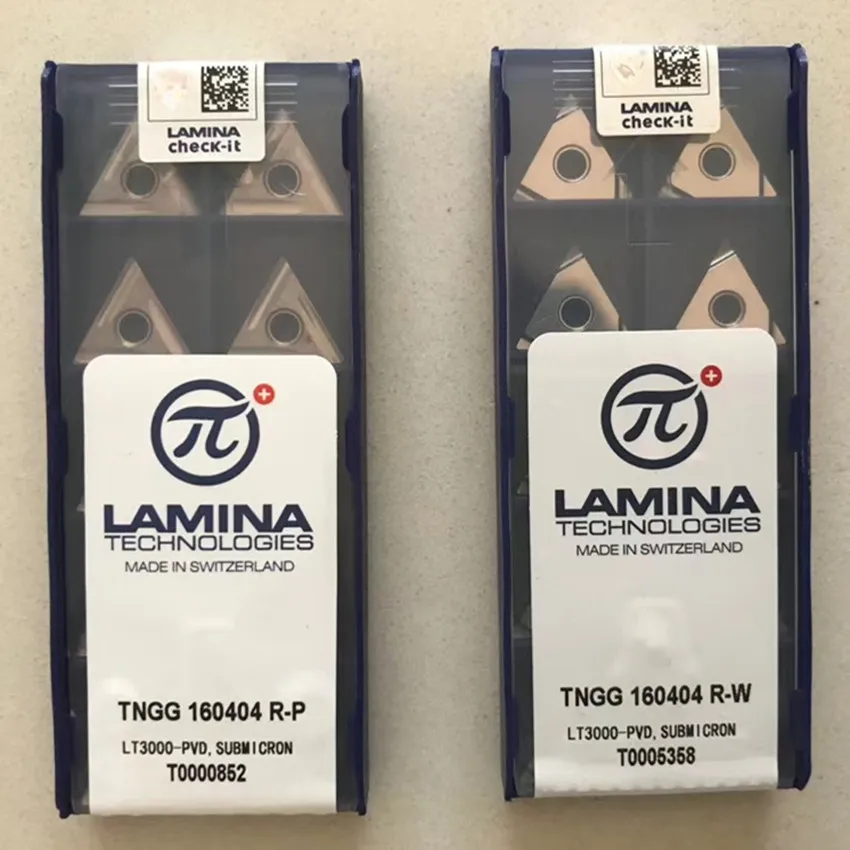 LAMINA
checK-it
π
LAMINA
TECHNOLOGIES
MADE IN SWITZERLAND
TNGG 160404 R-P
LT3000-PVD, SUBMICRON
T0000852
LAMINA
checK-it
π
LAMINA
TECHNOLOGIES
MADE IN SWITZERLAND
TNGG 160404 R-W
LT3000-PVD, SUBMICRON
T0005358